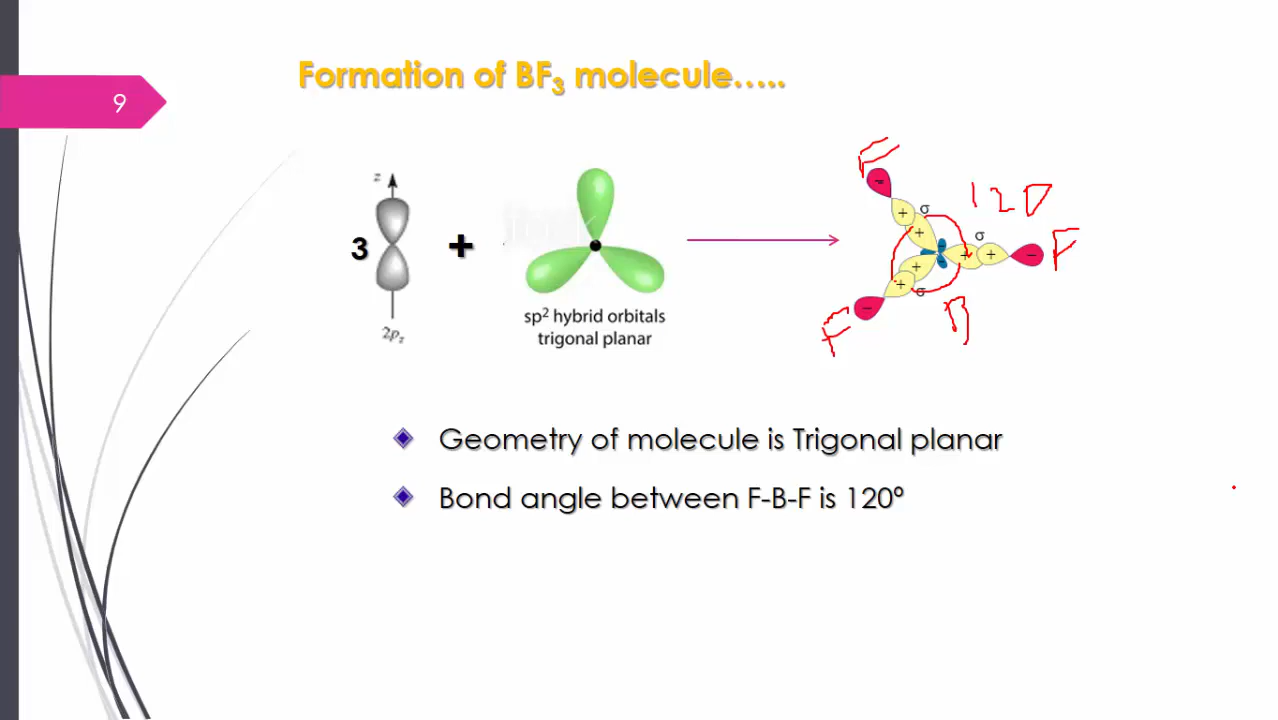 Formation of BF₃ molecule…..
9
z
3
+
2p𝓏
sp² hybrid orbitals
trigonal planar
F
-
+
σ
+
120
σ
+
+
-
F
+
+
σ
-
F
B
Geometry of molecule is Trigonal planar
Bond angle between F-B-F is 120º